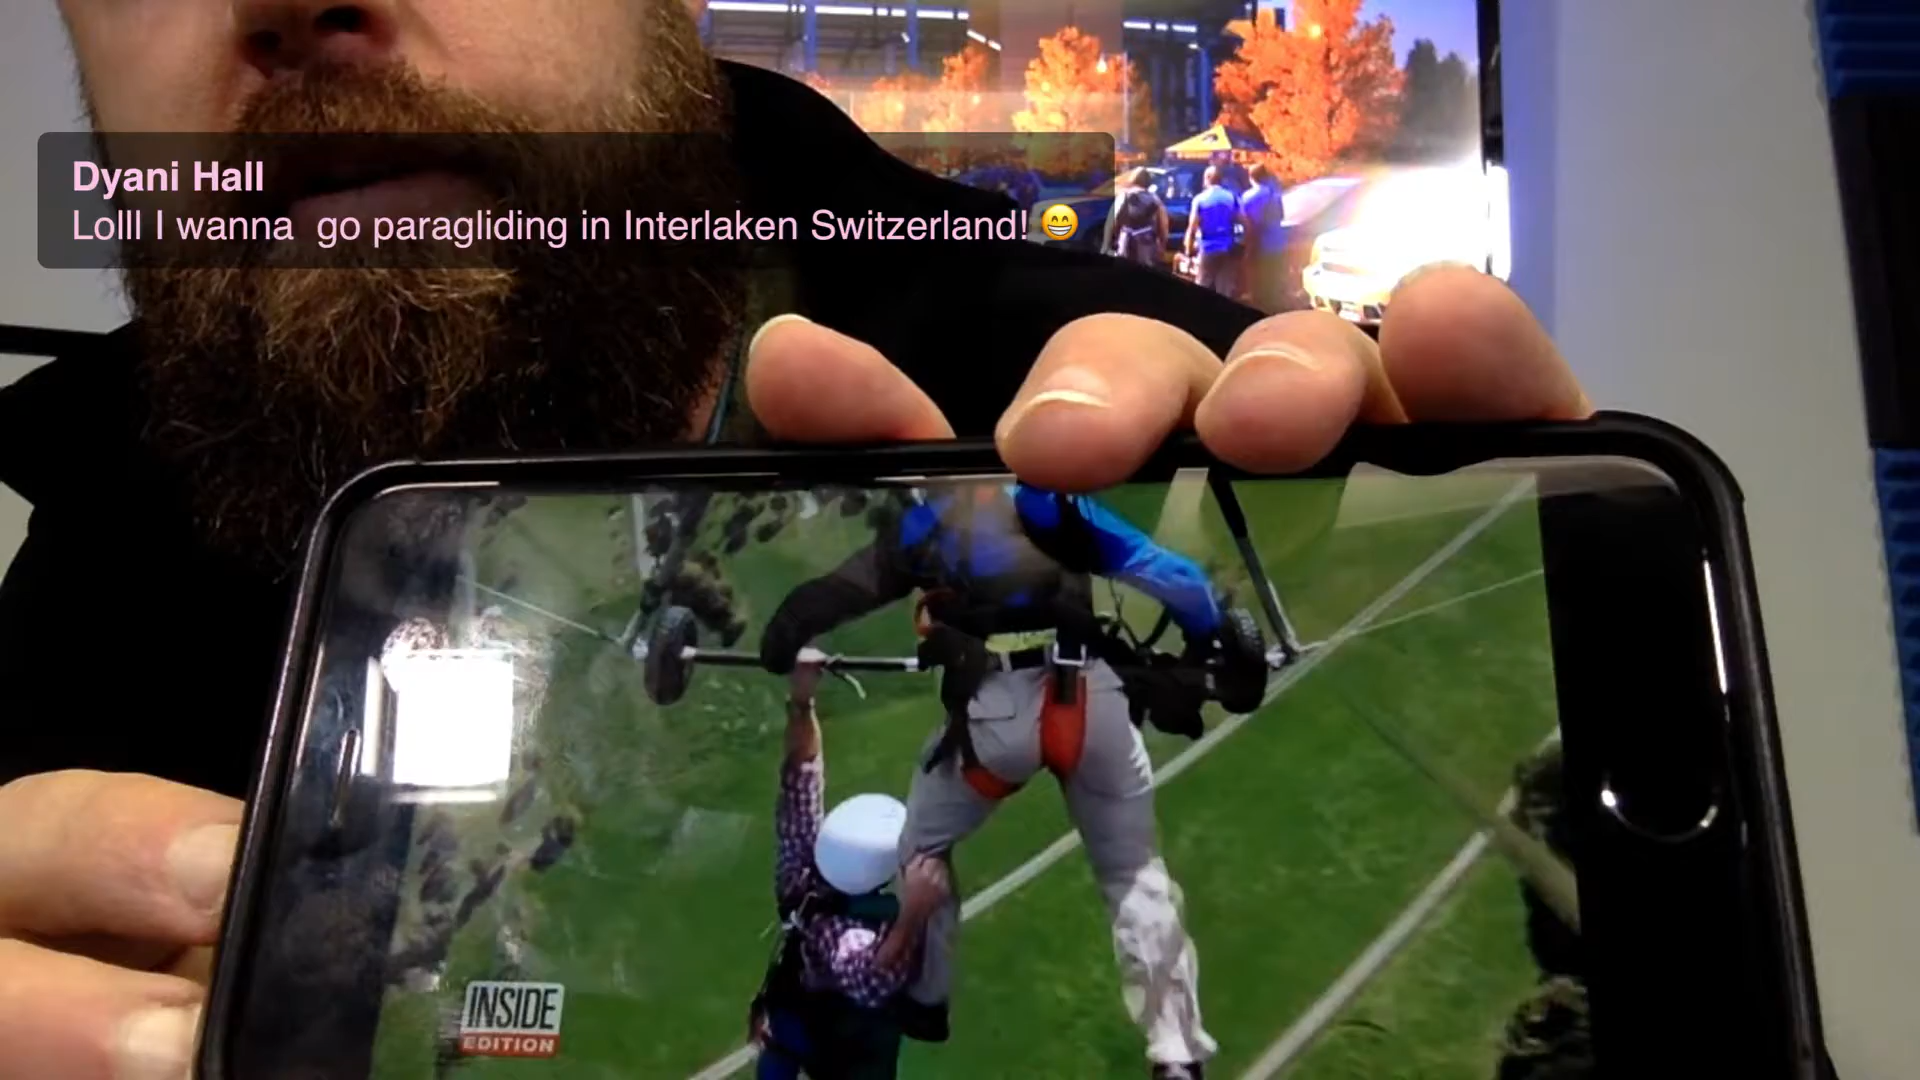 Dyani Hall
Lolll I wanna  go paragliding in Interlaken Switzerland! 😁
INSIDE
EDITION